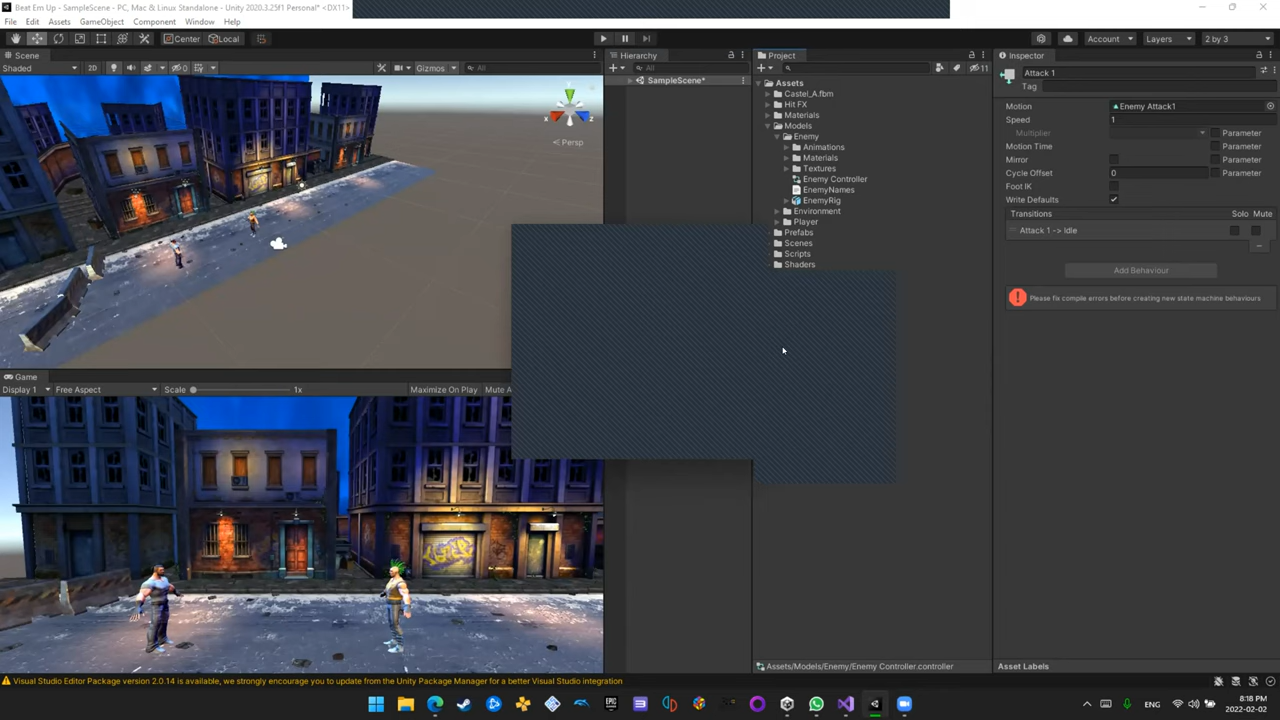 Beat Em Up - SampleScene - PC, Mac & Linux Standalone - Unity 2020.3.25f1 Personal* <DX11>
File Edit Assets GameObject Component Window Help
Center Local Account Layers 2 by 3
Scene
Shaded 2D 0 Gizmos All
Persp
Game
Display 1 Free Aspect Scale 1x Maximize On Play Mute A
Hierarchy
All
SampleScene*
Project
11
Assets
Castel_A.fbm
Hit FX
Materials
Models
Enemy
Animations
Materials
Textures
Enemy Controller
EnemyNames
EnemyRig
Environment
Player
Prefabs
Scenes
Scripts
Shaders
Assets/Models/Enemy/Enemy Controller.controller
Inspector
Attack 1
Tag
Motion Enemy Attack1
Speed 1
Multiplier Parameter
Motion Time Parameter
Mirror Parameter
Cycle Offset 0 Parameter
Foot IK
Write Defaults
Transitions Solo Mute
Attack 1 -> Idle
Add Behaviour
Please fix compile errors before creating new state machine behaviours
Asset Labels
Visual Studio Editor Package version 2.0.14 is available, we strongly encourage you to update from the Unity Package Manager for a better Visual Studio integration
EPIC
ENG
8:18 PM
2022-02-02